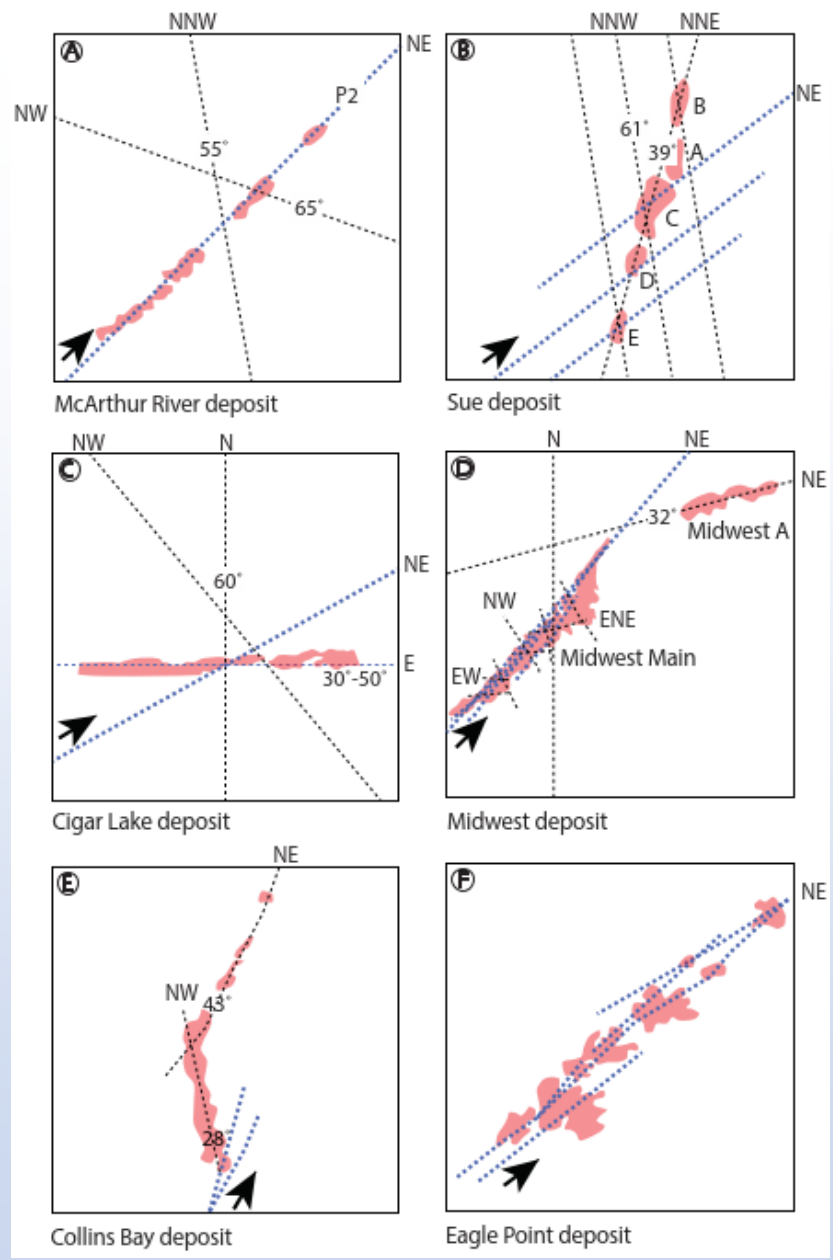 NNW
A
NE
P2
NW
55°
65°
McArthur River deposit
NNW NNE
B
NE
B
61°
39° A
C
D
E
Sue deposit
NW N
C
NE
60°
E
30°-50°
Cigar Lake deposit
N NE
D
NE
32°
Midwest A
NW
ENE
Midwest Main
EW
Midwest deposit
NE
E
NW
43°
28°
Collins Bay deposit
F
NE
Eagle Point deposit